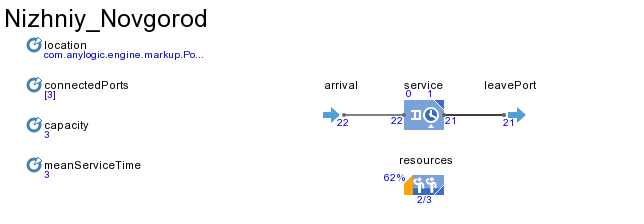 Nizhniy_Novgorod
location
com.anylogic.engine.markup.Po...
connectedPorts
[3]
capacity
3
meanServiceTime
3
arrival service leavePort
0 1
22 22 21 21
resources
62%
2/3